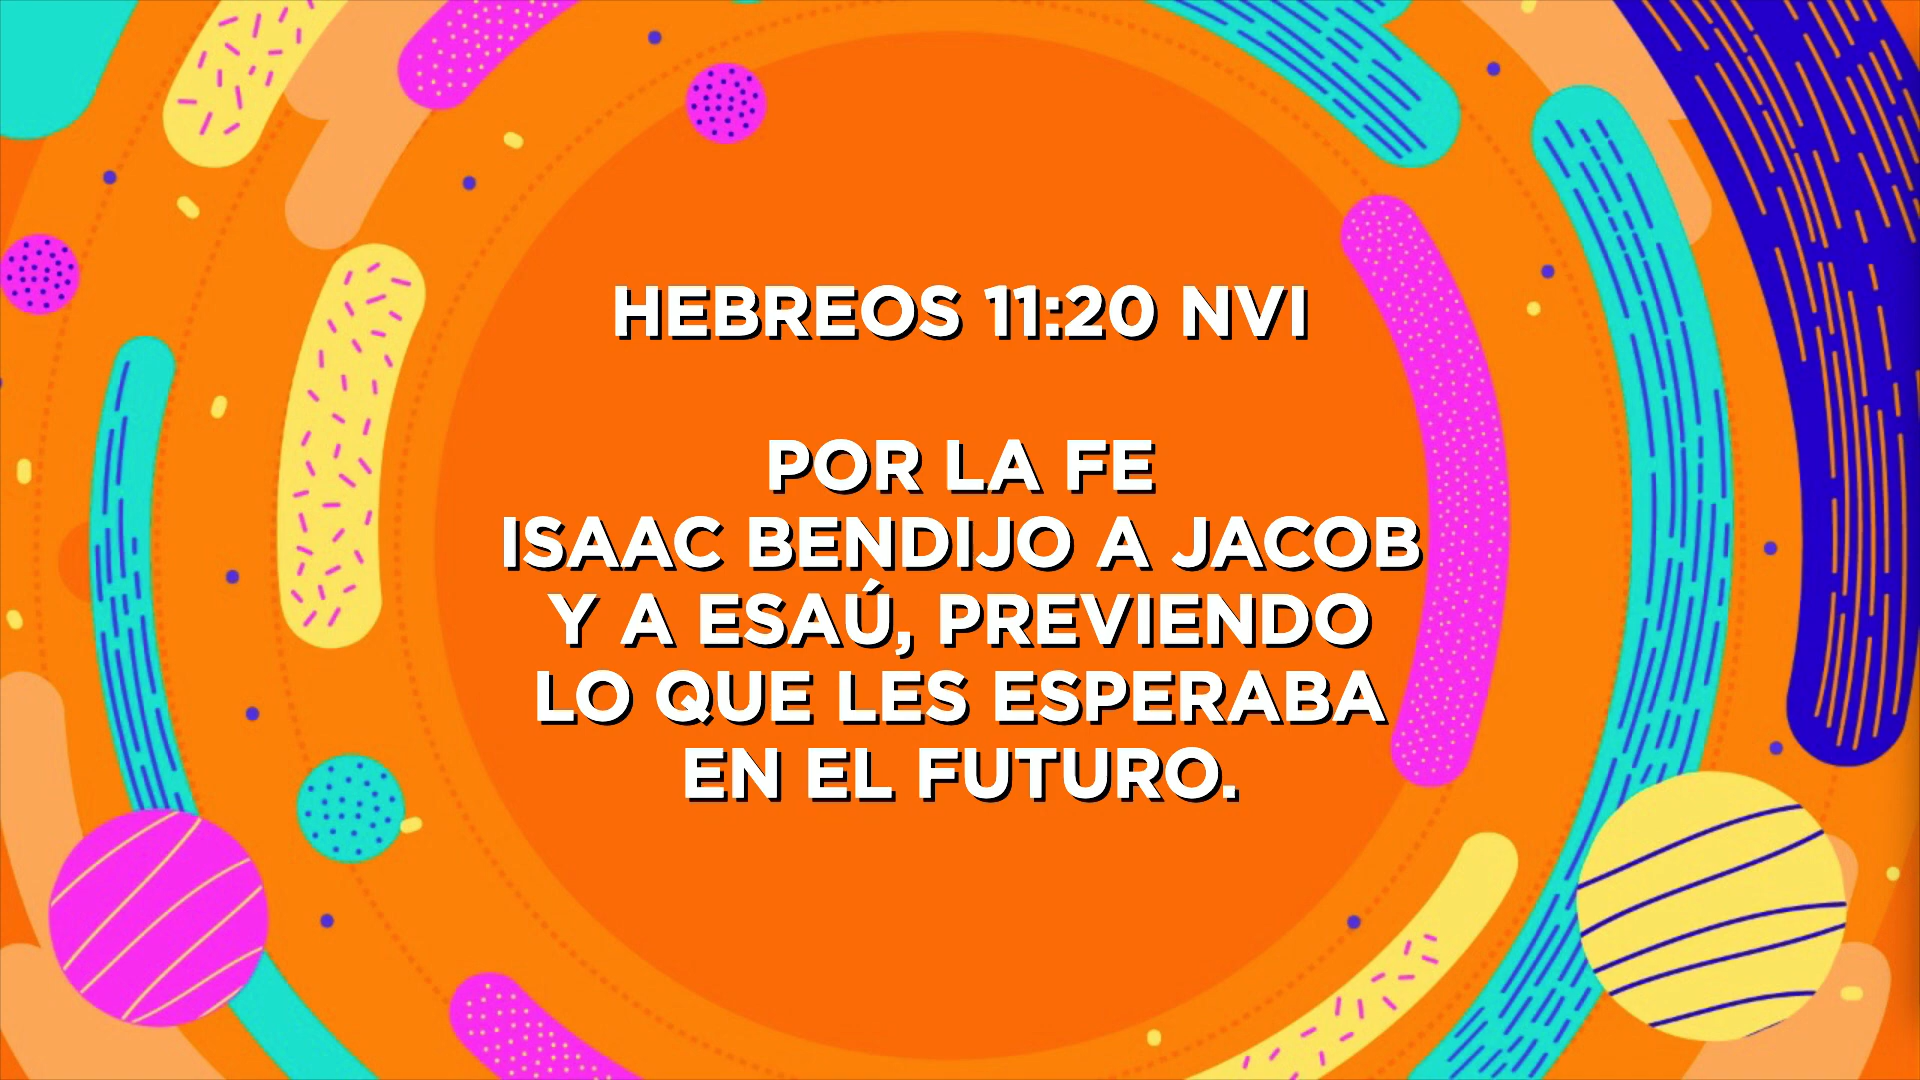 HEBREOS 11:20 NVI
POR LA FE
ISAAC BENDIJO A JACOB
Y A ESAÚ, PREVIENDO
LO QUE LES ESPERABA
EN EL FUTURO.